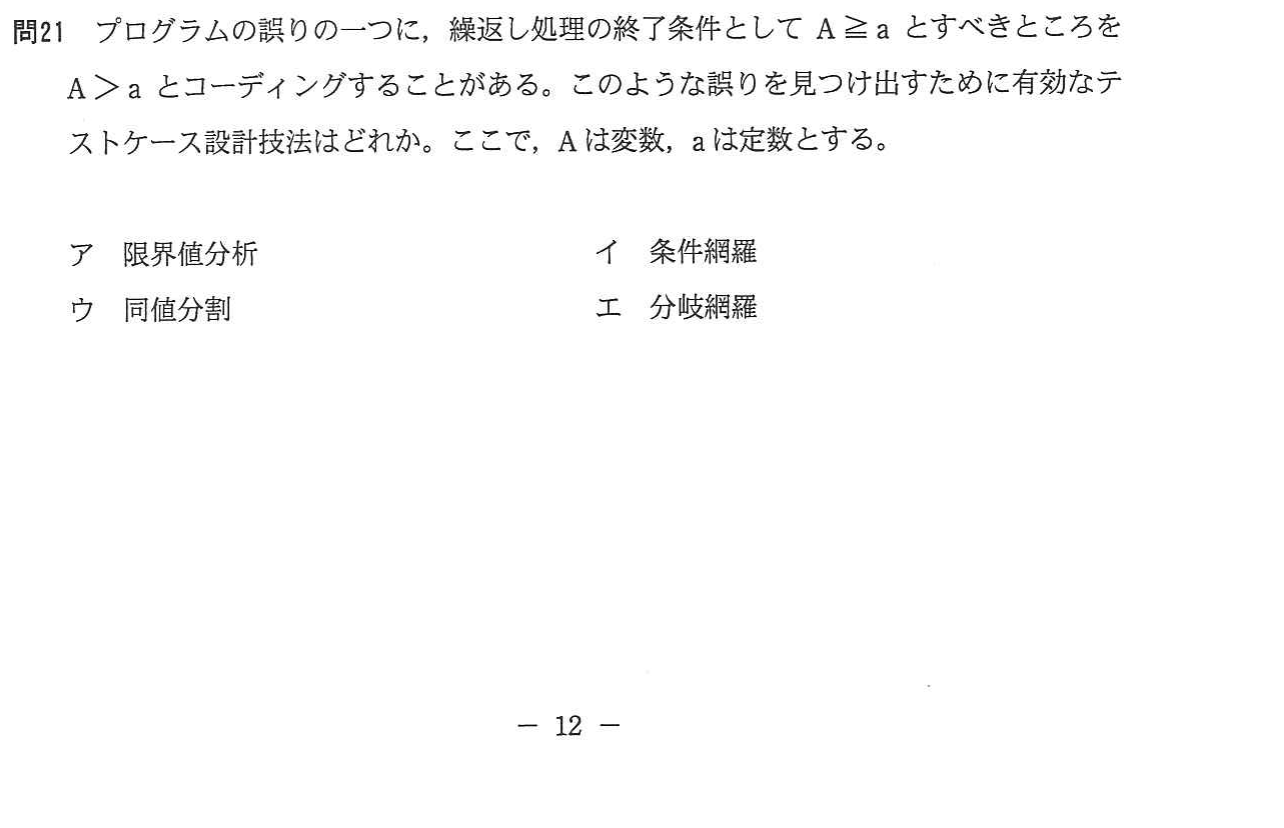 問21 プログラムの誤りの一つに，繰返し処理の終了条件として A≧a とすべきところを
A＞a とコーディングすることがある。このような誤りを見つけ出すために有効なテ
ストケース設計技法はどれか。ここで，Aは変数，aは定数とする。
ア 限界値分析 イ 条件網羅
ウ 同値分割 エ 分岐網羅
－ 12 －